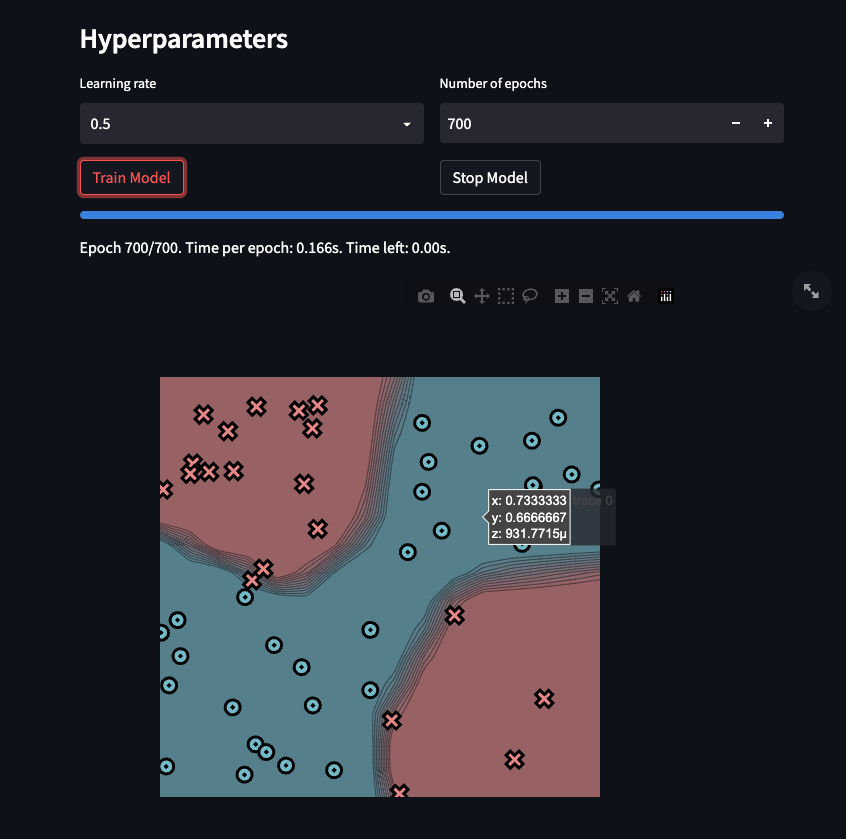 Hyperparameters
Learning rate
Number of epochs
0.5
700
Train Model
Stop Model
Epoch 700/700. Time per epoch: 0.166s. Time left: 0.00s.
x: 0.7333333
trace 0
y: 0.6666667
z: 931.7715μ